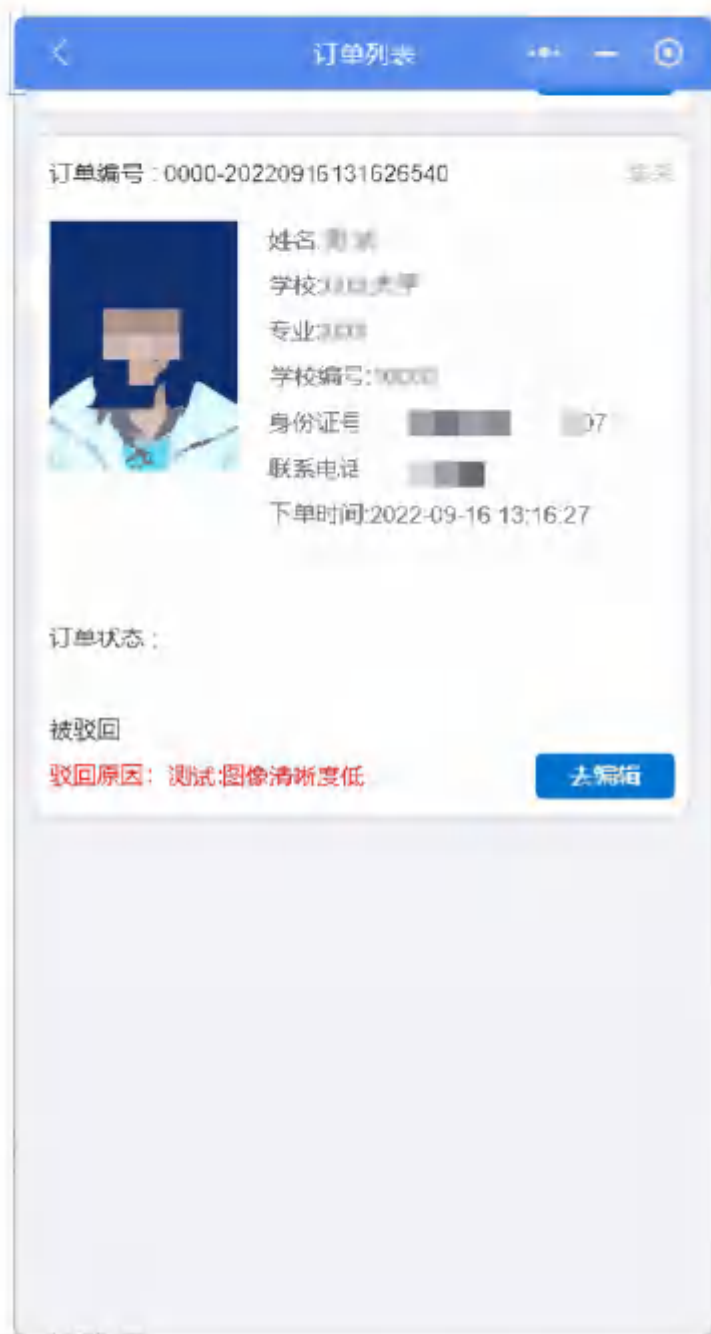 订单列表
订单编号：0000-20220916131626540
姓名
学校:
专业:
学校编号:
身份证号 07
联系电话
下单时间:2022-09-16 13:16:27
订单状态：
被驳回
驳回原因：测试:图像清晰度低
去编辑